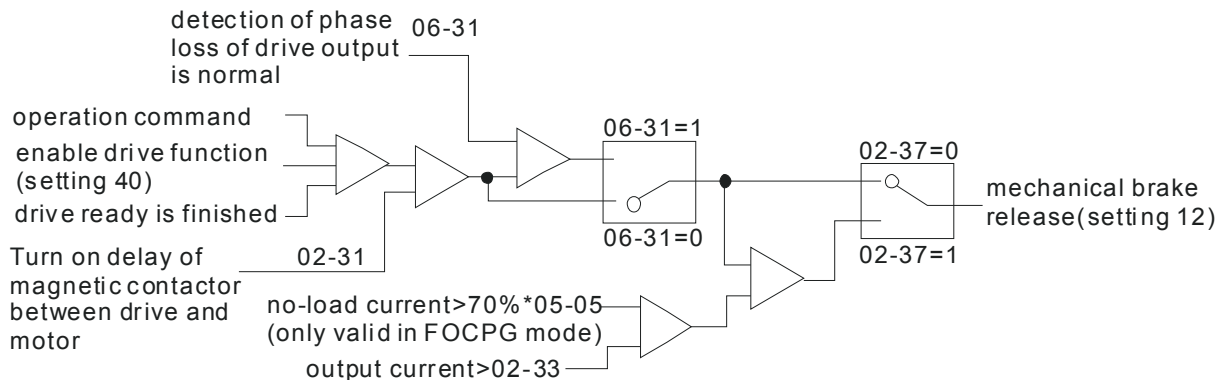 detection of phase
loss of drive output
is normal
06-31
operation command
enable drive function
(setting 40)
drive ready is finished
Turn on delay of
magnetic contactor
between drive and
motor
02-31
06-31=1
06-31=0
no-load current>70%*05-05
(only valid in FOCPG mode)
output current>02-33
02-37=0
02-37=1
mechanical brake
release(setting 12)